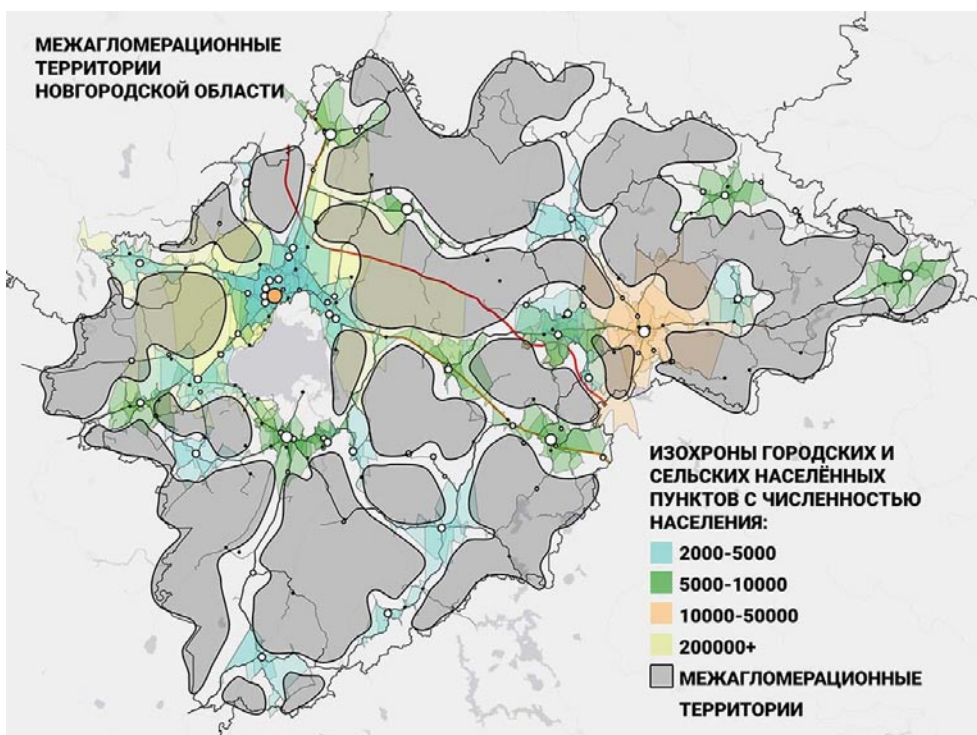 МЕЖАГЛОМЕРАЦИОННЫЕ
ТЕРРИТОРИИ
НОВГОРОДСКОЙ ОБЛАСТИ
ИЗОХРОНЫ ГОРОДСКИХ И
СЕЛЬСКИХ НАСЕЛЁННЫХ
ПУНКТОВ С ЧИСЛЕННОСТЬЮ
НАСЕЛЕНИЯ:
2000-5000
5000-10000
10000-50000
200000+
МЕЖАГЛОМЕРАЦИОННЫЕ
ТЕРРИТОРИИ